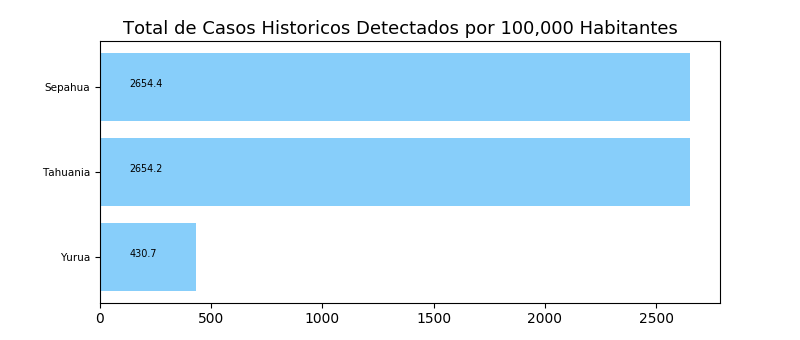 Total de Casos Historicos Detectados por 100,000 Habitantes
Sepahua 2654.4
Tahuania 2654.2
Yurua 430.7
0 500 1000 1500 2000 2500